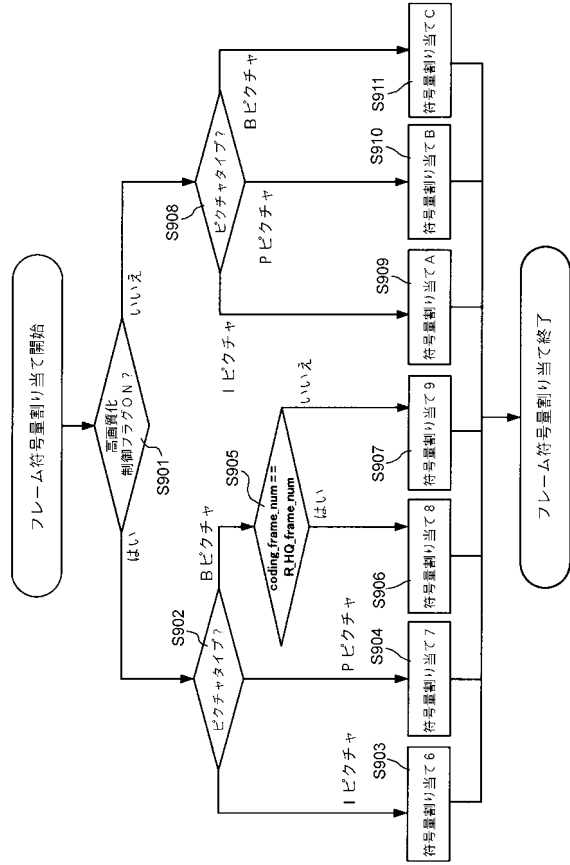 フレーム符号量割り当て開始
高画質化
制御フラグON?
S901
はい
いいえ
ピクチャタイプ?
S902
ピクチャタイプ?
S908
Iピクチャ
Pピクチャ
Bピクチャ
coding_frame_num ==
R_HQ_frame_num
S905
はい
いいえ
Iピクチャ
Pピクチャ
Bピクチャ
S903
符号量割り当て6
S904
符号量割り当て7
S906
符号量割り当て8
S907
符号量割り当て9
S909
符号量割り当てA
S910
符号量割り当てB
S911
符号量割り当てC
フレーム符号量割り当て終了